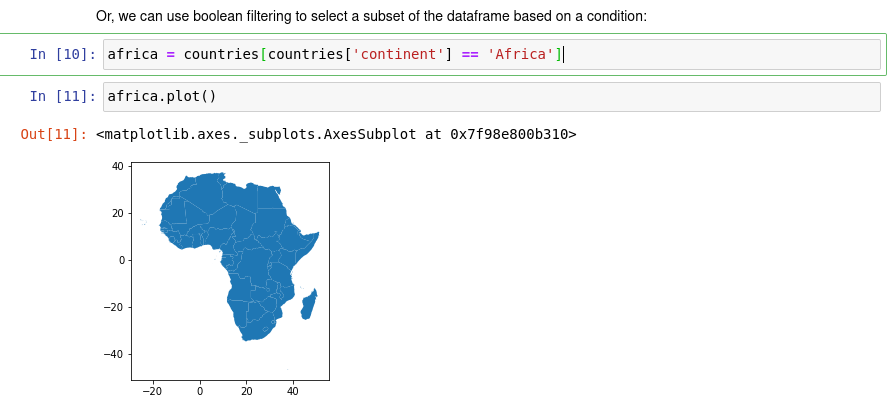 Or, we can use boolean filtering to select a subset of the dataframe based on a condition:
In [10]: africa = countries[countries['continent'] == 'Africa']
In [11]: africa.plot()
Out[11]: <matplotlib.axes._subplots.AxesSubplot at 0x7f98e800b310>
40
20
0
−20
−40
−20 0 20 40